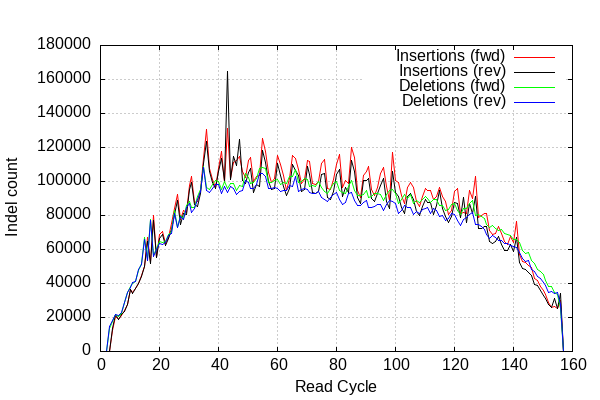 180000
160000
140000
120000
100000
80000
60000
40000
20000
0
Indel count
Insertions (fwd)
Insertions (rev)
Deletions (fwd)
Deletions (rev)
0 20 40 60 80 100 120 140 160
Read Cycle